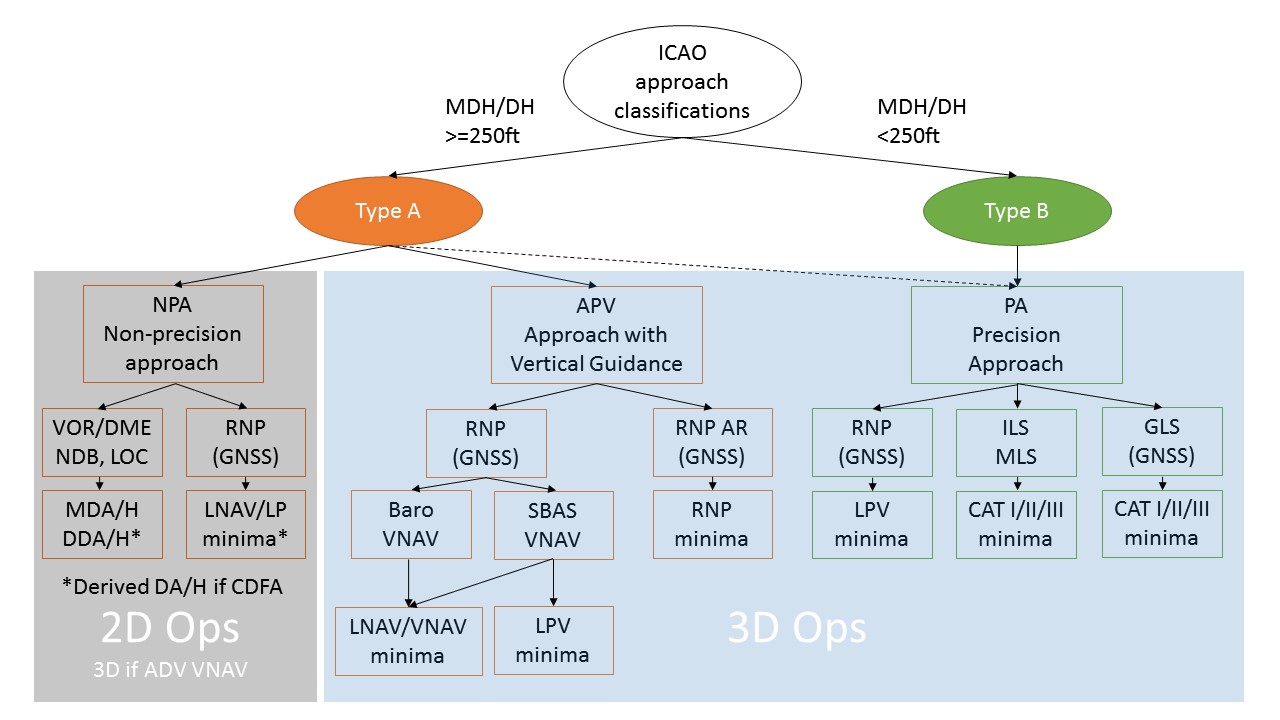 ICAO
approach
classifications
MDH/DH
>=250ft
MDH/DH
<250ft
Type A
Type B
NPA
Non-precision
approach
APV
Approach with
Vertical Guidance
PA
Precision
Approach
VOR/DME
NDB, LOC
RNP
(GNSS)
RNP
(GNSS)
RNP AR
(GNSS)
RNP
(GNSS)
ILS
MLS
GLS
(GNSS)
MDA/H
DDA/H*
LNAV/LP
minima*
Baro
VNAV
SBAS
VNAV
RNP
minima
LPV
minima
CAT I/II/III
minima
CAT I/II/III
minima
*Derived DA/H if CDFA
LNAV/VNAV
minima
LPV
minima
2D Ops
3D if ADV VNAV
3D Ops